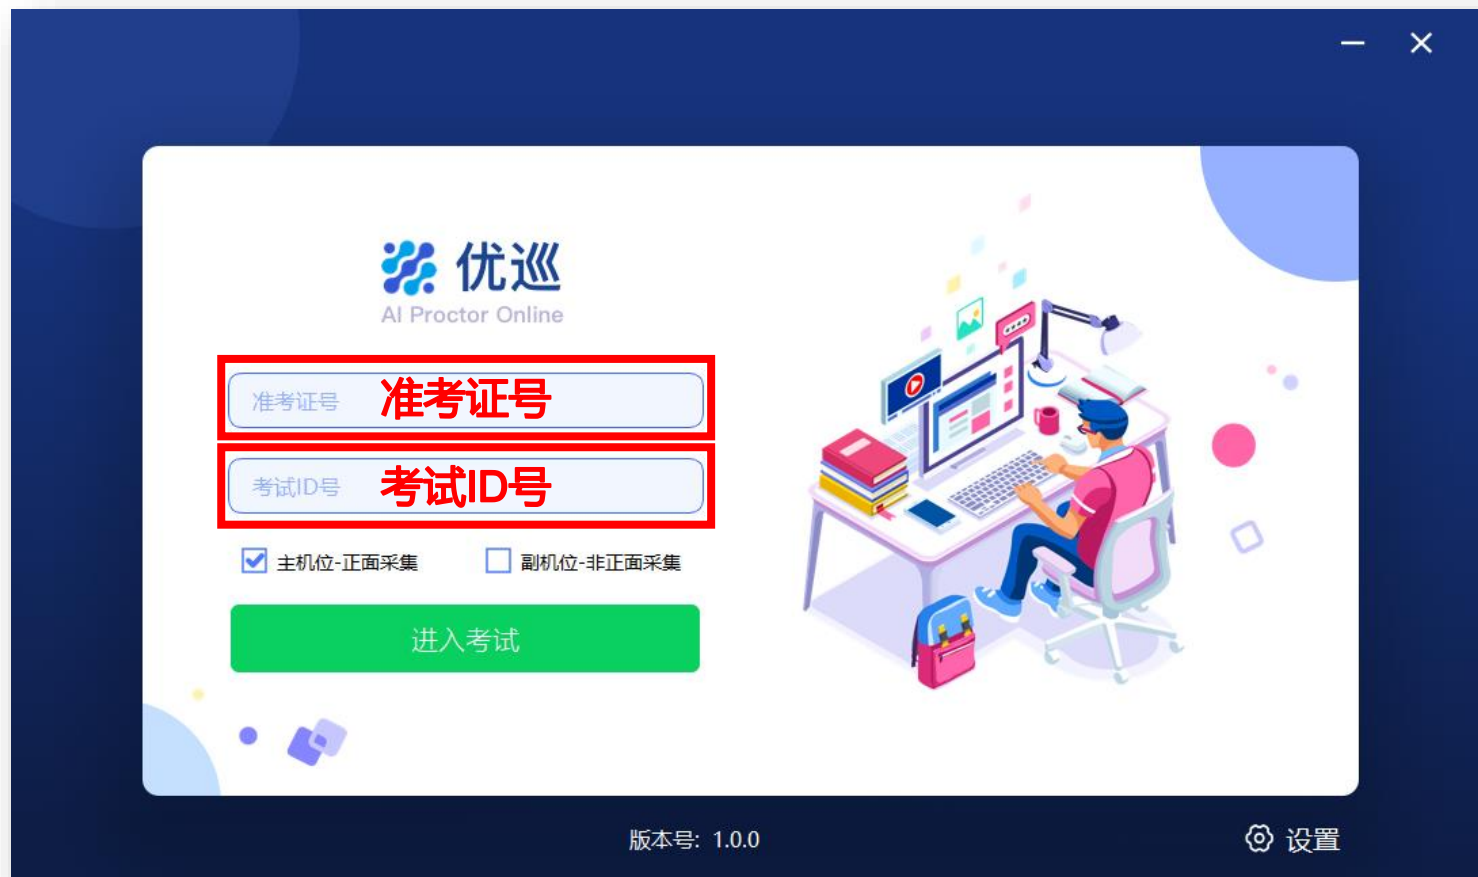 优巡
AI Proctor Online
准考证号 准考证号
考试ID号 考试ID号
主机位-正面采集 副机位-非正面采集
进入考试
版本号: 1.0.0 设置